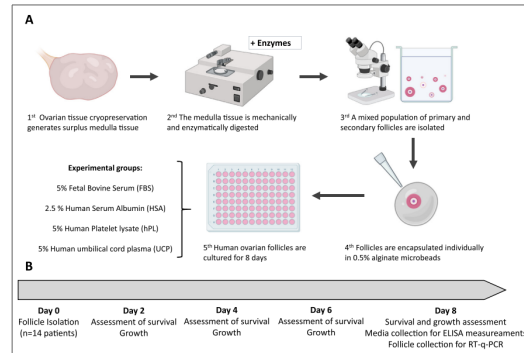 A
+ Enzymes
1st Ovarian tissue cryopreservation
generates surplus medulla tissue
2nd The medulla tissue is mechanically
and enzymatically digested
3rd A mixed population of primary and
secondary follicles are isolated
Experimental groups:
5% Fetal Bovine Serum (FBS)
2.5 % Human Serum Albumin (HSA)
5% Human Platelet lysate (hPL)
5% Human umbilical cord plasma (UCP)
5th Human ovarian follicles are
cultured for 8 days
4th Follicles are encapsulated individually
in 0.5% alginate microbeads
B
Day 0
Follicle Isolation
(n=14 patients)
Day 2
Assessment of survival
Growth
Day 4
Assessment of survival
Growth
Day 6
Assessment of survival
Growth
Day 8
Survival and growth assessment
Media collection for ELISA measureaments
Follicle collection for RT-q-PCR